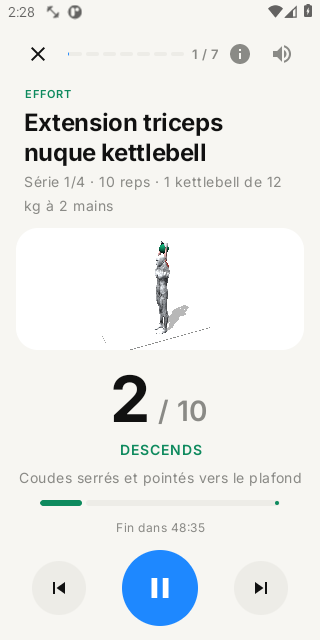 2:28
1 / 7
EFFORT
Extension triceps
nuque kettlebell
Série 1/4 · 10 reps · 1 kettlebell de 12
kg à 2 mains
2 / 10
DESCENDS
Coudes serrés et pointés vers le plafond
Fin dans 48:35